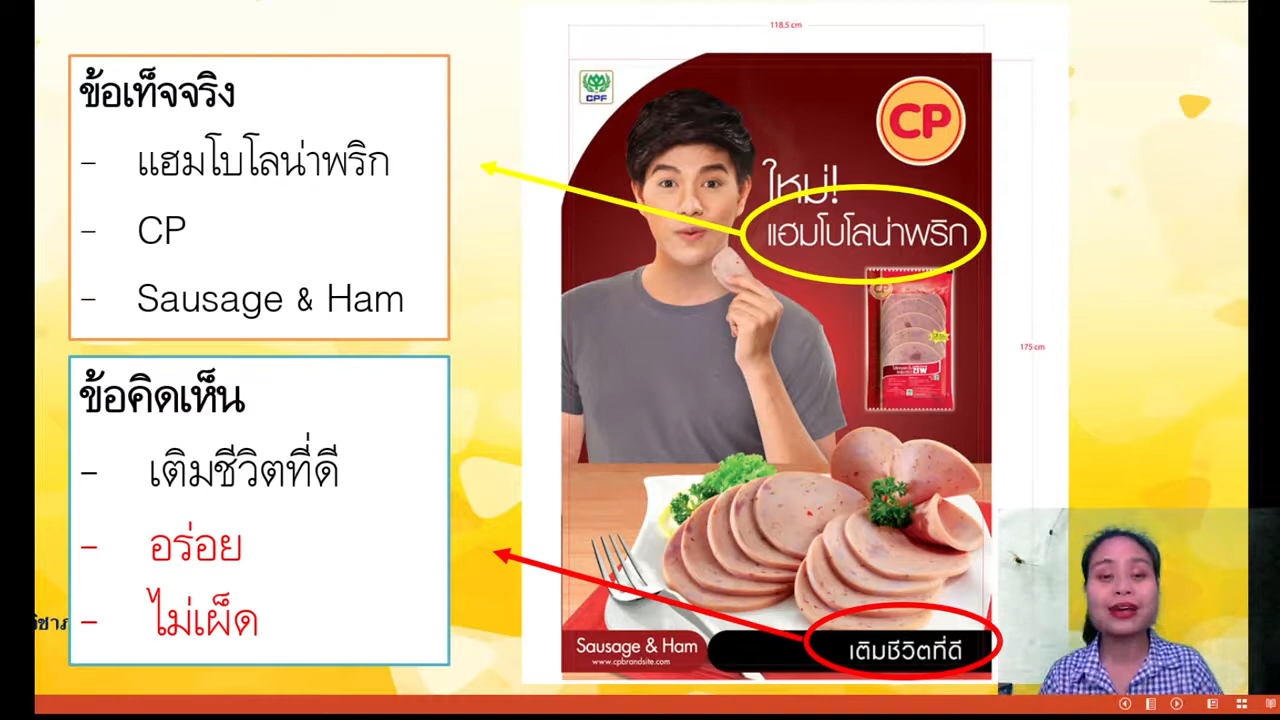 ข้อเท็จจริง
- แฮมโบโลน่าพริก
- CP
- Sausage & Ham
ข้อคิดเห็น
- เติมชีวิตที่ดี
- อร่อย
- ไม่เผ็ด
118.5 cm
CPF
CP
ใหม่!
แฮมโบโลน่าพริก
175 cm
Sausage & Ham
www.cpbrandsite.com
เติมชีวิตที่ดี